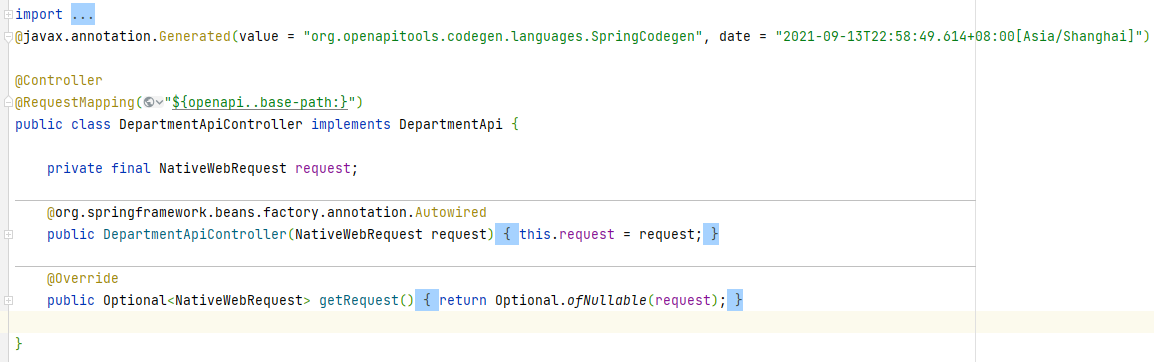 import ...
@javax.annotation.Generated(value = "org.openapitools.codegen.languages.SpringCodegen", date = "2021-09-13T22:58:49.614+08:00[Asia/Shanghai]")
@Controller
@RequestMapping("${openapi..base-path:}")
public class DepartmentApiController implements DepartmentApi {
private final NativeWebRequest request;
@org.springframework.beans.factory.annotation.Autowired
public DepartmentApiController(NativeWebRequest request) { this.request = request; }
@Override
public Optional<NativeWebRequest> getRequest() { return Optional.ofNullable(request); }
}